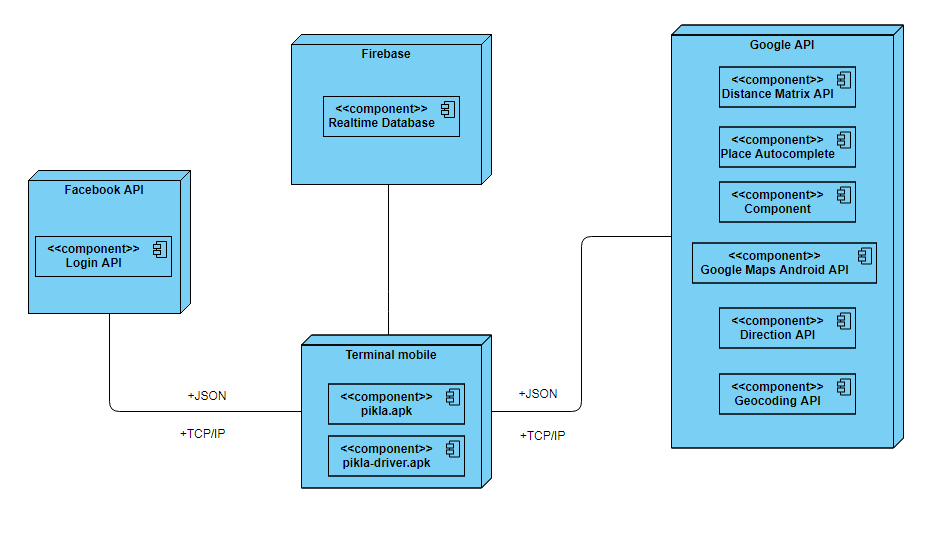 Firebase
<<component>>
Realtime Database
Google API
<<component>>
Distance Matrix API
<<component>>
Place Autocomplete
<<component>>
Component
<<component>>
Google Maps Android API
<<component>>
Direction API
<<component>>
Geocoding API
Facebook API
<<component>>
Login API
Terminal mobile
<<component>>
pikla.apk
<<component>>
pikla-driver.apk
+JSON
+TCP/IP
+JSON
+TCP/IP